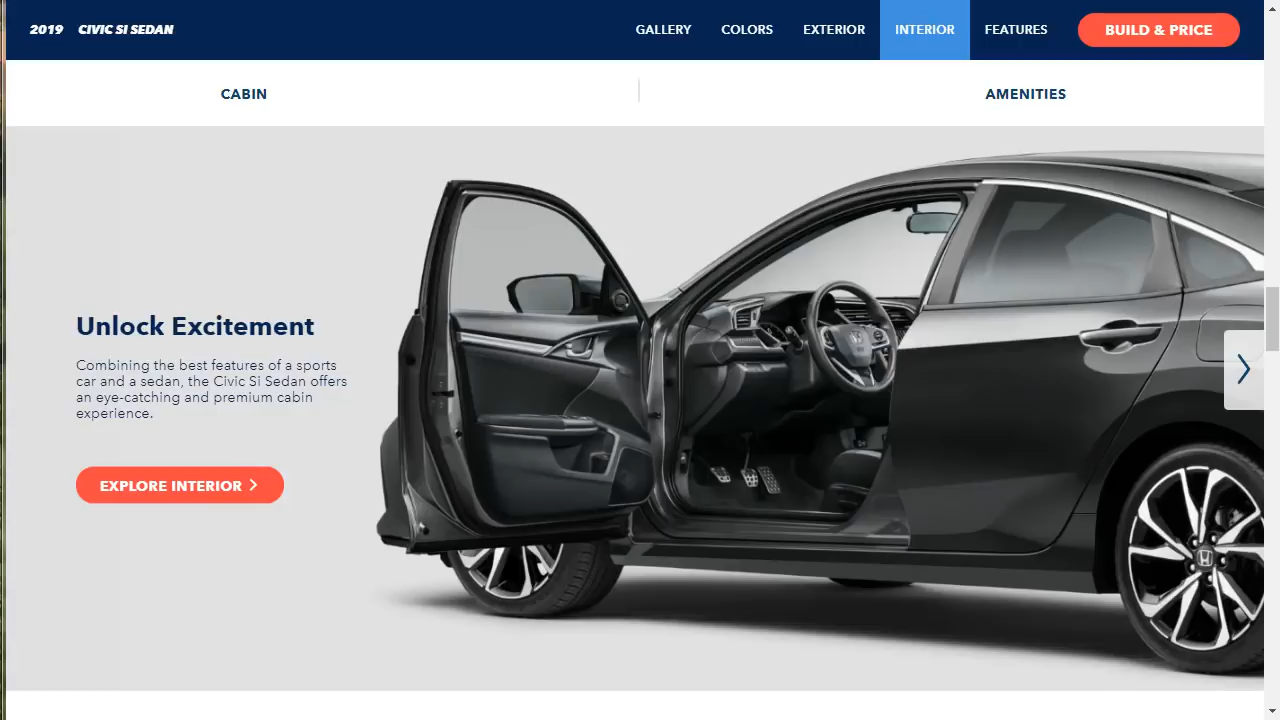 2019 CIVIC SI SEDAN GALLERY COLORS EXTERIOR INTERIOR FEATURES BUILD & PRICE
CABIN AMENITIES
Unlock Excitement
Combining the best features of a sports
car and a sedan, the Civic Si Sedan offers
an eye-catching and premium cabin
experience.
EXPLORE INTERIOR